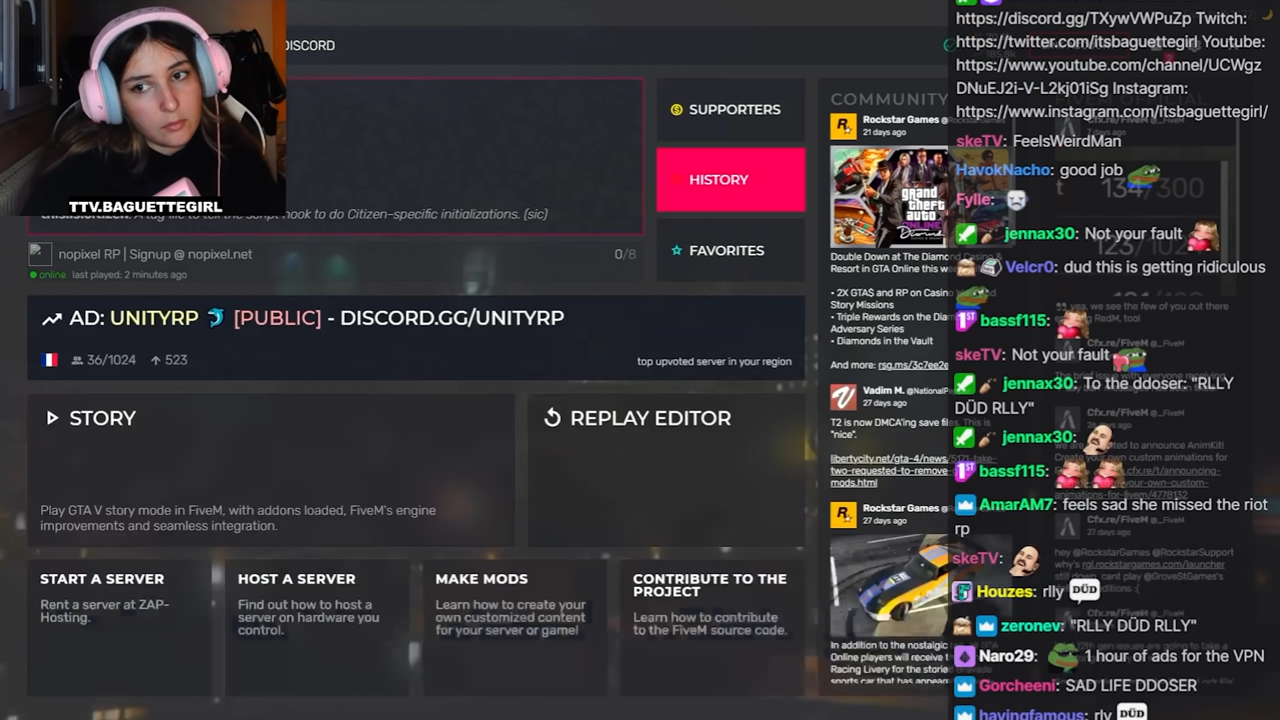 DISCORD
TTV.BAGUETTEGIRL
A tag file to tell the script hook to do Citizen-specific initializations. (sic)
nopixel RP | Signup @ nopixel.net
0/8
online last played: 2 minutes ago
SUPPORTERS
HISTORY
FAVORITES
AD: UNITYRP 🐬 [PUBLIC] - DISCORD.GG/UNITYRP
36/1024 523
top upvoted server in your region
STORY
Play GTA V story mode in FiveM, with addons loaded, FiveM's engine
improvements and seamless integration.
REPLAY EDITOR
START A SERVER
Rent a server at ZAP-
Hosting.
HOST A SERVER
Find out how to host a
server on hardware you
control.
MAKE MODS
Learn how to create your
own customized content
for your server or game!
CONTRIBUTE TO THE
PROJECT
Learn how to contribute
to the FiveM source code.
COMMUNITY
Rockstar Games
21 days ago
grand
theft
auto
ONLINE
Double Down at The Diamond Casino &
Resort in GTA Online this
• 2X GTA$ and RP on Casino
Story Missions
• Triple Rewards on the
Adversary Series
• Diamonds in the Vault
And more: rsg.ms/3c7ee2e
Vadim M. @NationalP
27 days ago
T2 is now DMCA'ing save files. This is
"nice".
libertycity.net/gta-4/news/5171-take-
two-requested-to-remove-
mods.html
Rockstar Games
27 days ago
In addition to the nostalgic
Online players will receive
Racing Livery for the
sports car that has
https://discord.gg/TXywVWPuZp Twitch:
https://twitter.com/itsbaguettegirl Youtube:
https://www.youtube.com/channel/UCWgz
DNuEJ2i-V-L2kj01iSg Instagram:
https://www.instagram.com/itsbaguettegirl/
skeTV: FeelsWeirdMan
HavokNacho: good job
Fylle:
jennax30: Not your fault
Velcr0: dud this is getting ridiculous
bassf115:
skeTV: Not your fault
jennax30: To the ddoser: "RLLY
DÜD RLLY"
jennax30:
bassf115:
AmarAM7: feels sad she missed the riot
rp
skeTV:
Houzes: rlly DÜD
zeronev: "RLLY DÜD RLLY"
Naro29: 1 hour of ads for the VPN
Gorcheeni: SAD LIFE DDOSER
havingfamous: rly DÜD